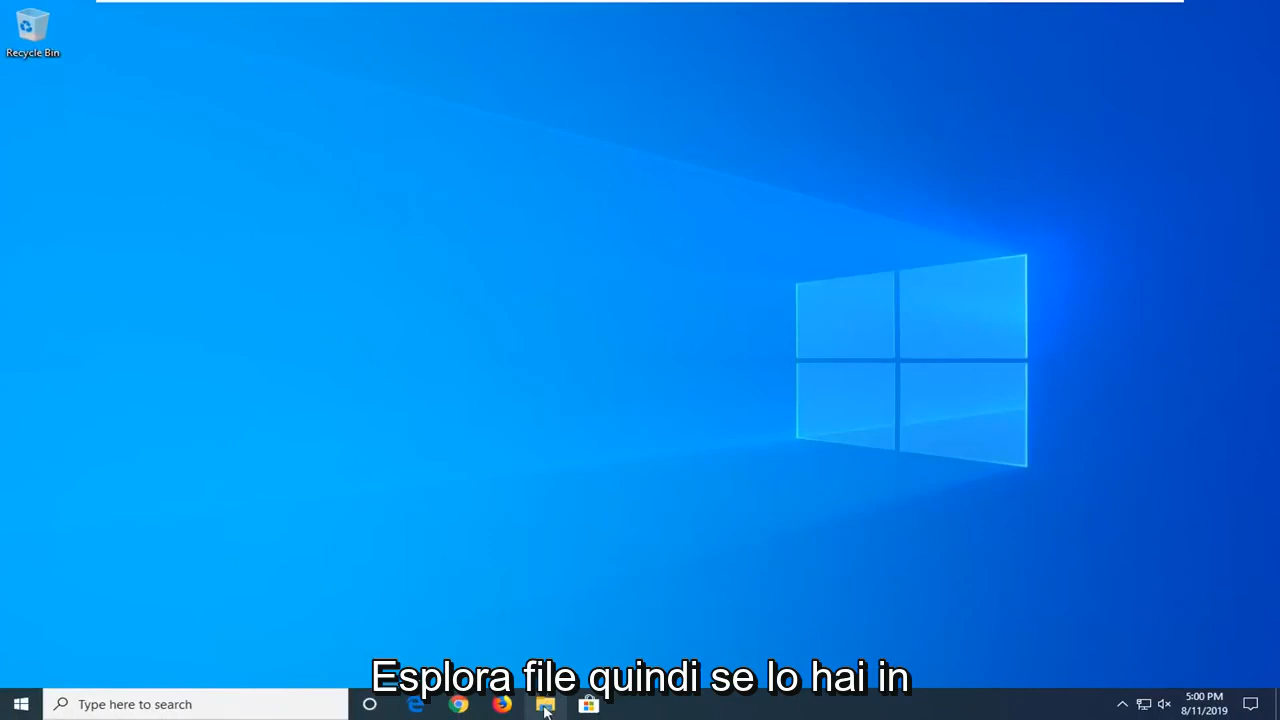 Recycle Bin
Esplora file quindi se lo hai in
Type here to search
5:00 PM
8/11/2019